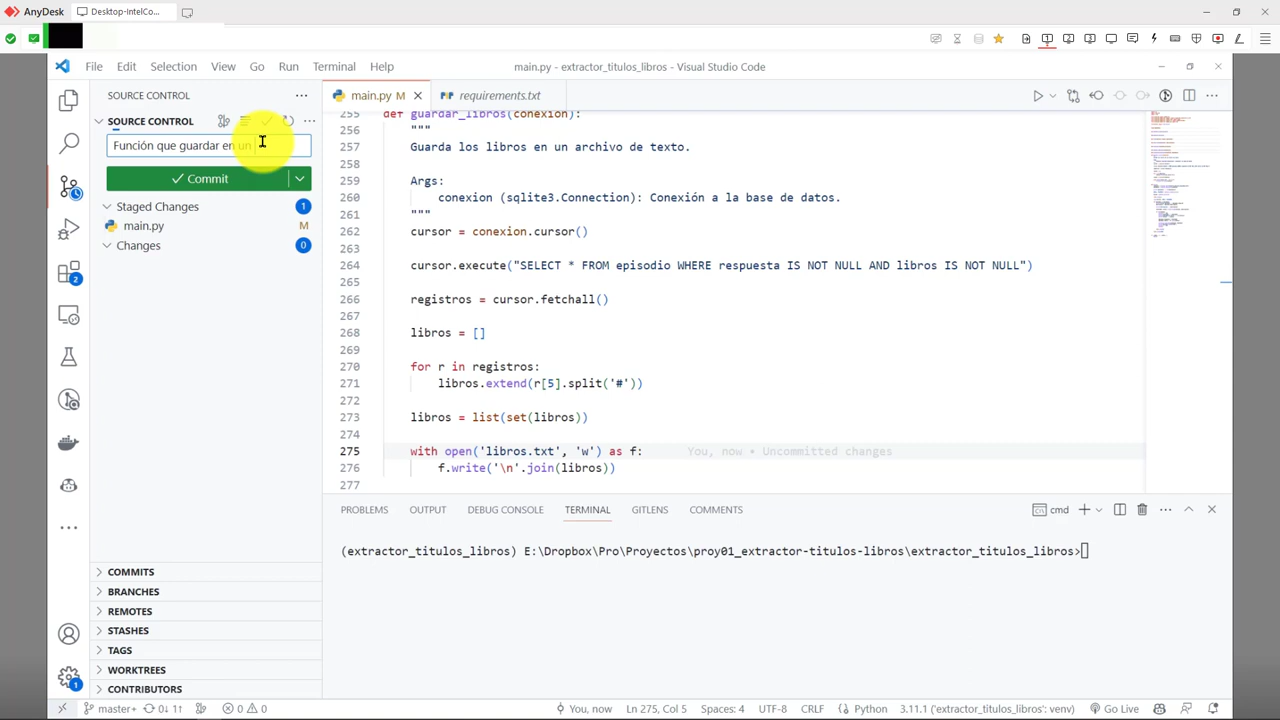 AnyDesk
Desktop-IntelCo...
File Edit Selection View Go Run Terminal Help
main.py • extractor_titulos_libros - Visual Studio Code
SOURCE CONTROL
SOURCE CONTROL
Función que guardar en un
Commit
Staged Changes 1
main.py M
Changes 0
2
1
main.py M
requirements.txt
255 def guardar_libros(conexion):
256 """
257 Guarda los libros en un archivo de texto.
258
259 Args:
260 conexion (sqlite.Connection): Conexión a la base de datos.
261 """
262 cursor = conexion.cursor()
263
264 cursor.execute("SELECT * FROM episodio WHERE respuesta IS NOT NULL AND libros IS NOT NULL")
265
266 registros = cursor.fetchall()
267
268 libros = []
269
270 for r in registros:
271 libros.extend(r[5].split('#'))
272
273 libros = list(set(libros))
274
275 with open('libros.txt', 'w') as f: You, now • Uncommitted changes
276 f.write('\n'.join(libros))
277
PROBLEMS OUTPUT DEBUG CONSOLE TERMINAL GITLENS COMMENTS
cmd
(extractor_titulos_libros) E:\Dropbox\Pro\Proyectos\proy01_extractor-titulos-libros\extractor_titulos_libros>
COMMITS
BRANCHES
REMOTES
STASHES
TAGS
WORKTREES
CONTRIBUTORS
master+ 0↓ 1↑ 0 0 You, now Ln 275, Col 5 Spaces: 4 UTF-8 CRLF Python 3.11.1 ('extractor_titulos_libros': venv) Go Live